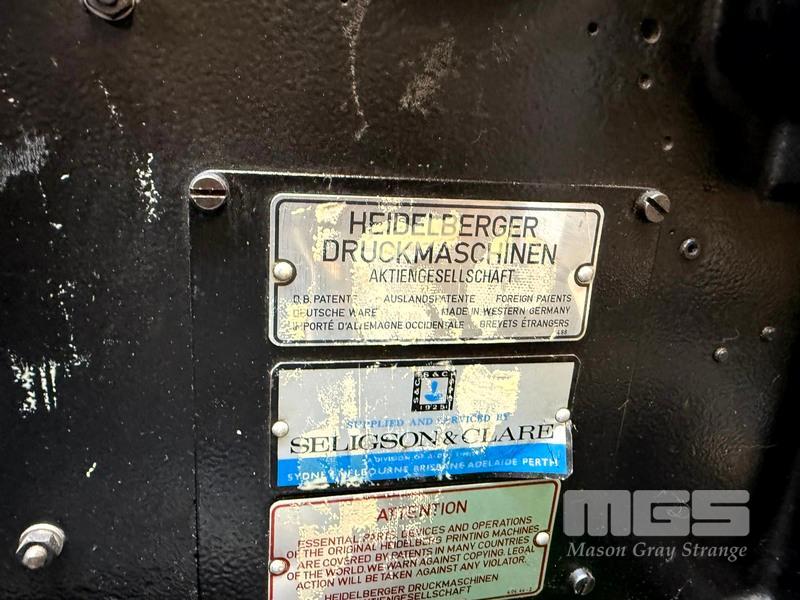 HEIDELBERGER
DRUCKMASCHINEN
AKTIENGESELLSCHAFT
D.B. PATENTE AUSLANDSPATENTE FOREIGN PATENTS
DEUTSCHE WARE MADE IN WESTERN GERMANY
IMPORTÉ D'ALLEMAGNE OCCIDENTALE BREVETS ÉTRANGERS
S&C
1925
SUPPLIED AND SERVICED BY
SELIGSON & CLARE
A DIVISION OF
SYDNEY MELBOURNE BRISBANE ADELAIDE PERTH
ATTENTION
ESSENTIAL PARTS, DEVICES AND OPERATIONS
OF THE ORIGINAL HEIDELBERG PRINTING MACHINES
ARE COVERED BY PATENTS IN MANY COUNTRIES
OF THE WORLD. WE WARN AGAINST COPYING. LEGAL
ACTION WILL BE TAKEN AGAINST ANY VIOLATOR.
HEIDELBERGER DRUCKMASCHINEN
AKTIENGESELLSCHAFT
MGS
Mason Gray Strange